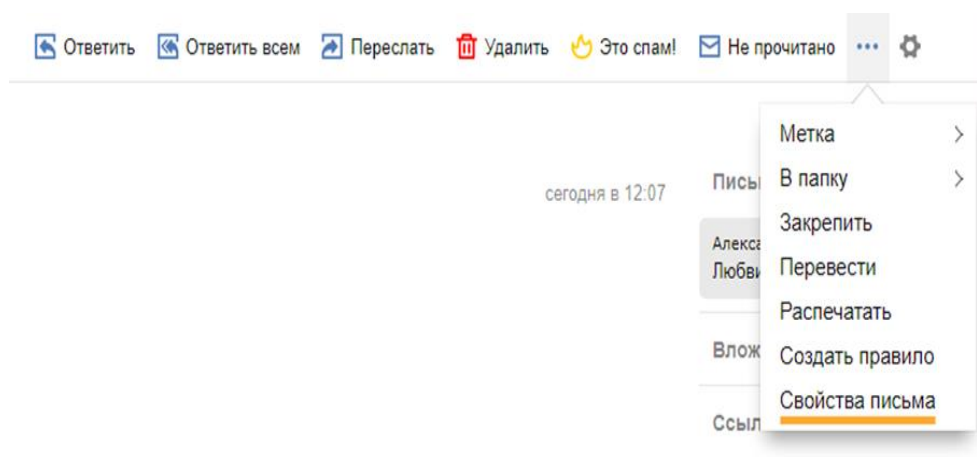 Ответить Ответить всем Переслать Удалить Это спам! Не прочитано ...
сегодня в 12:07
Метка
В папку
Закрепить
Перевести
Распечатать
Создать правило
Свойства письма